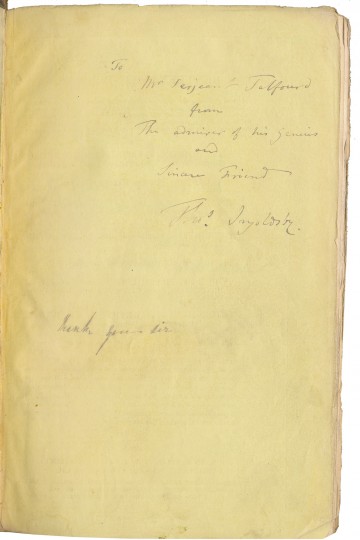 To
Mr Serjeant Talfourd
from
The admirer of his genius
and
Sincere Friend
Thos. Ingoldsby.